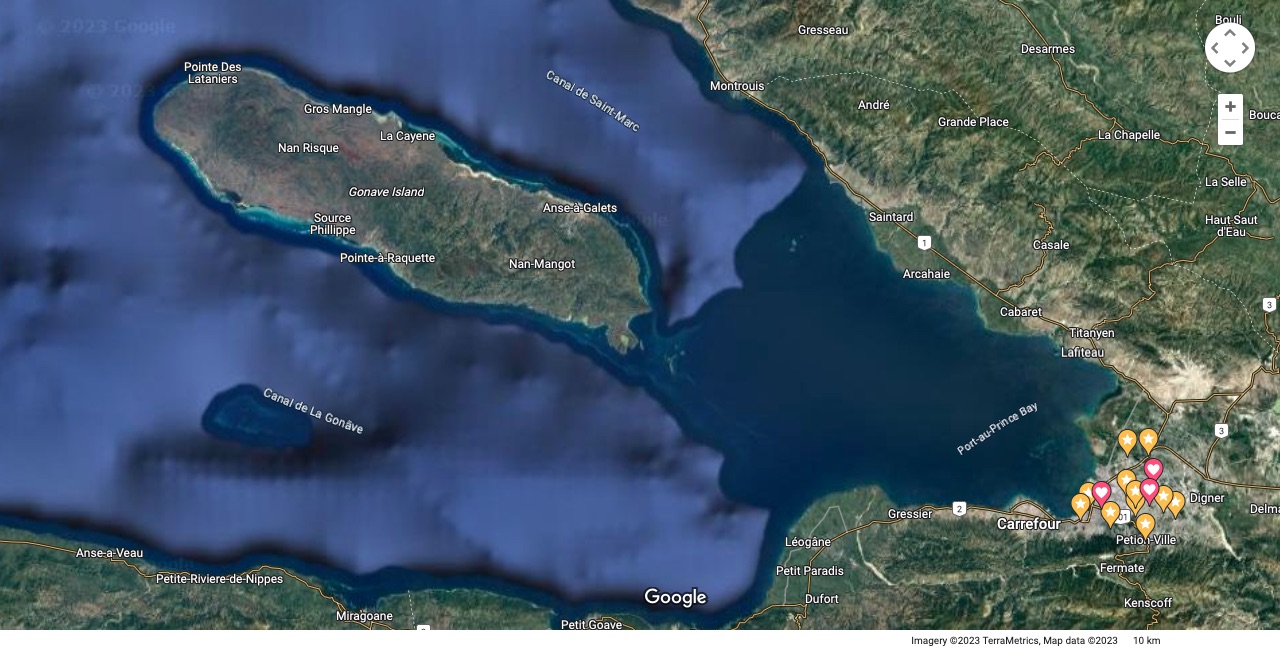 © 2023 Google
Bouli
Gresseau
Desarmes
Pointe Des
Lataniers
Canal de Saint-Marc
Montrouis
© 2023
Gros Mangle
André
Grande Place
Bouca
La Cayene
La Chapelle
Nan Risque
Gonave Island
La Selle
Anse-à-Galets
Source
Phillippe
Saintard
Haut Saut
d'Eau
1
Casale
Pointe-à-Raquette
Nan-Mangot
Arcahaie
3
Cabaret
Titanyen
Lafiteau
Canal de La Gonâve
Port-au-Prince Bay
3
Digner
Delma
Gressier
2
Carrefour
01
Léogâne
Petion-Ville
Anse-a-Veau
Petit Paradis
Fermate
Petite-Riviere-de-Nippes
Google
Dufort
Kenscoff
Miragoane
Petit Goave
Imagery ©2023 TerraMetrics, Map data ©2023
10 km